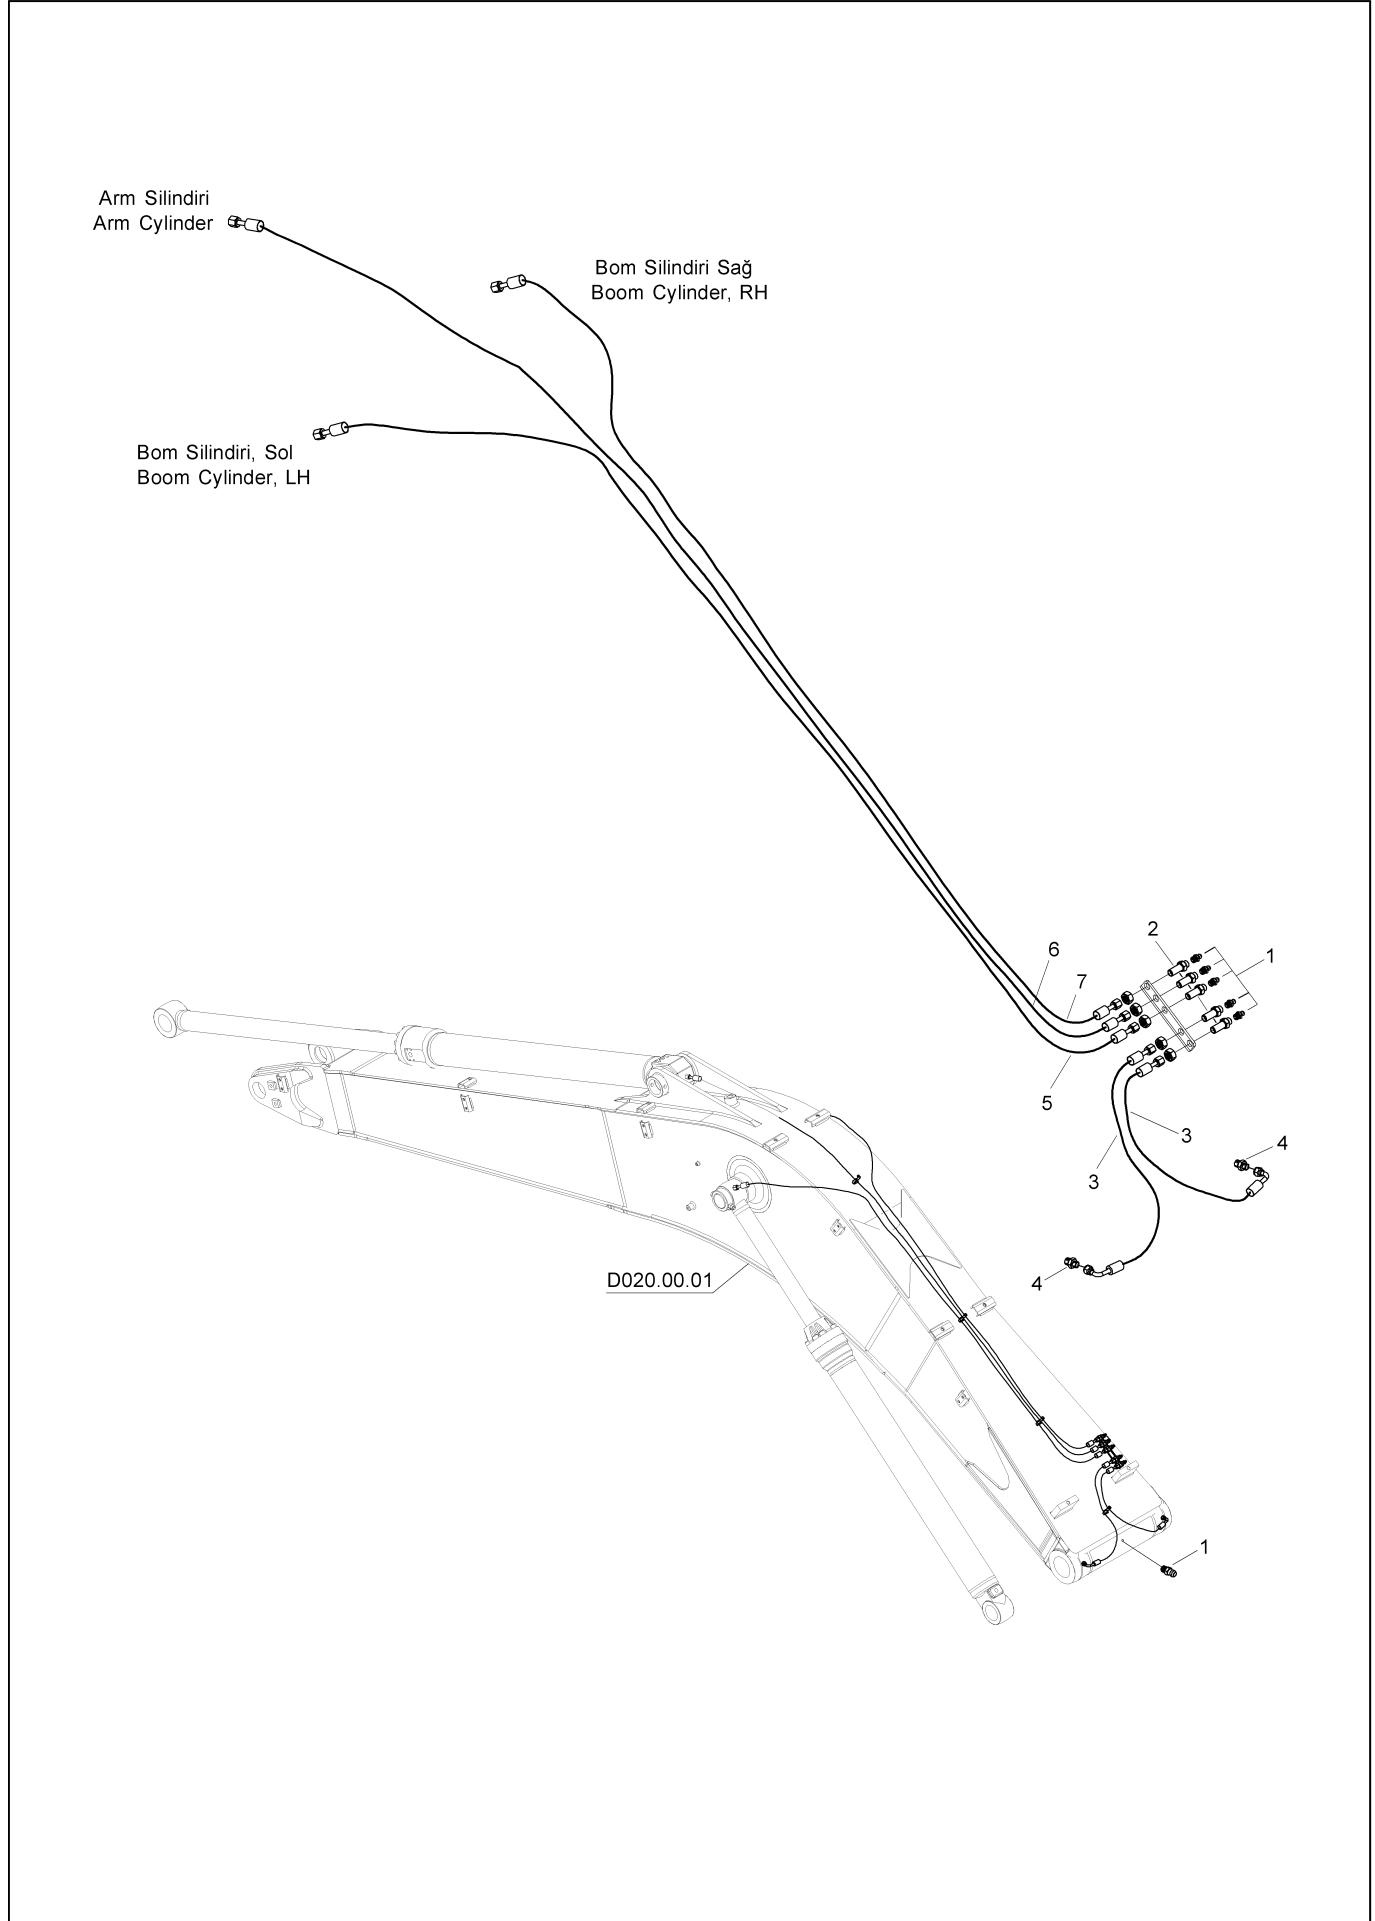 Arm Silindiri
Arm Cylinder
Bom Silindiri Sağ
Boom Cylinder, RH
Bom Silindiri, Sol
Boom Cylinder, LH
2
6
1
7
5
3
4
3
4
D020.00.01
1